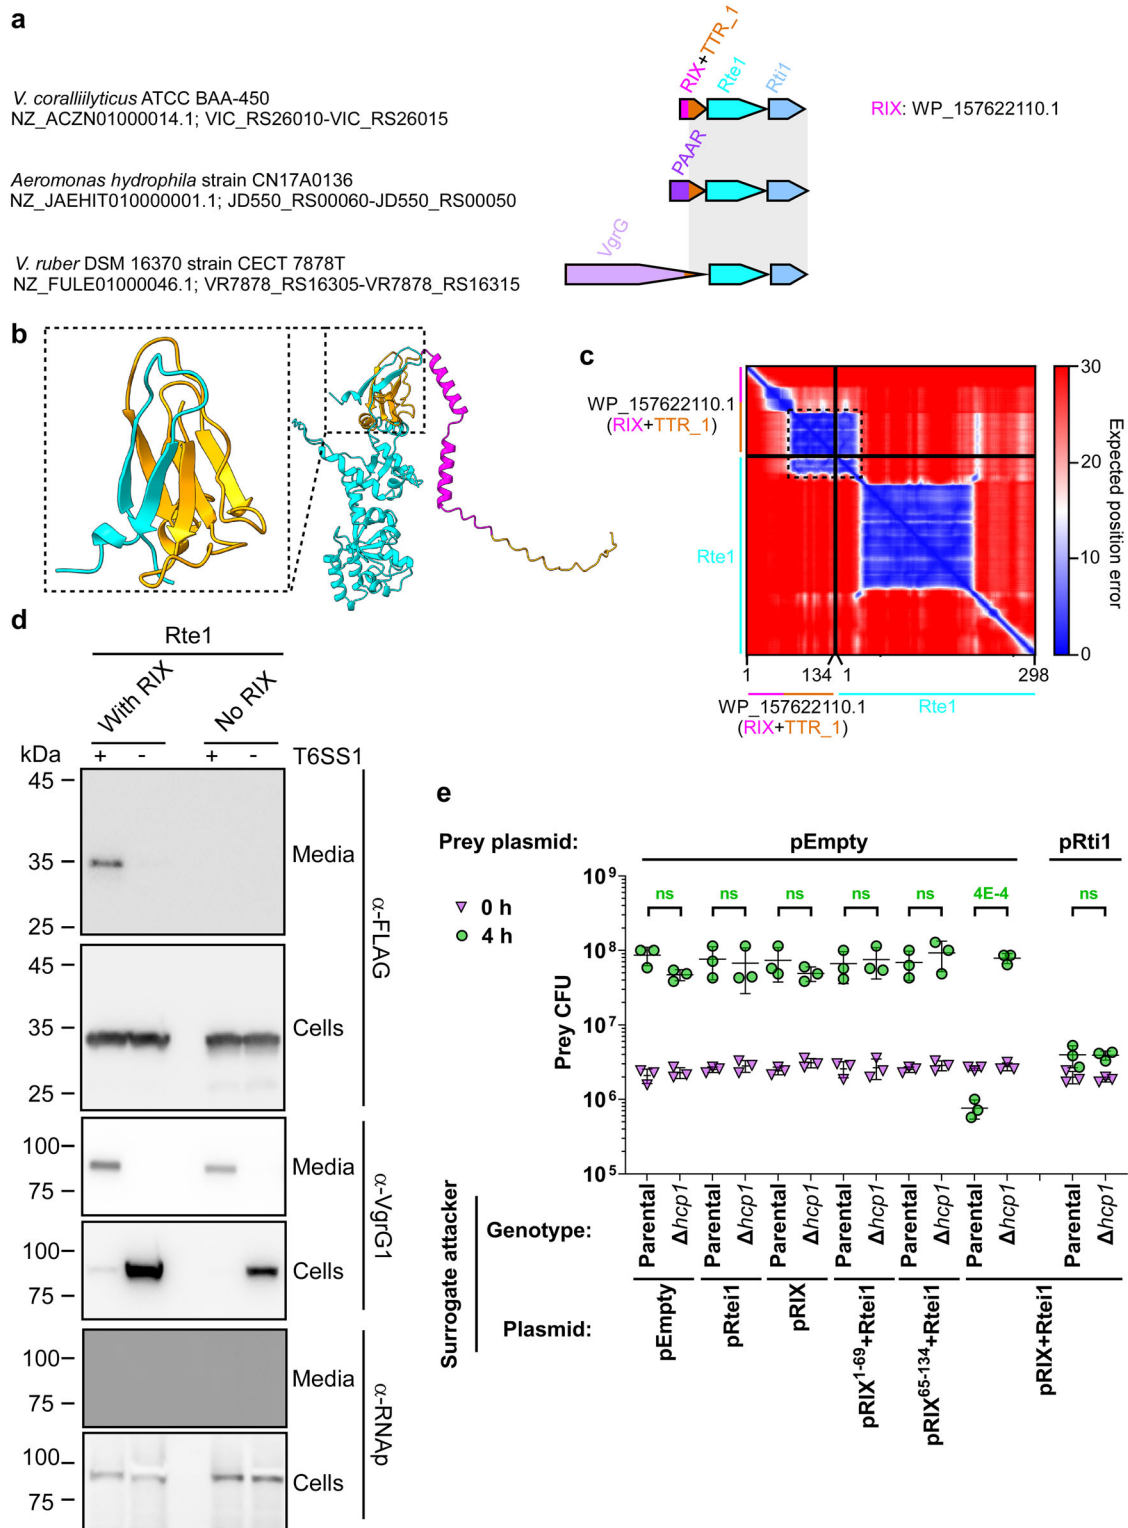 a
RIX+TTR_1
Rte1
Rti1
V. coralliilyticus ATCC BAA-450
NZ_ACZN01000014.1; VIC_RS26010-VIC_RS26015
RIX: WP_157622110.1
PAAR
Aeromonas hydrophila strain CN17A0136
NZ_JAEHIT010000001.1; JD550_RS00060-JD550_RS00050
VgrG
V. ruber DSM 16370 strain CECT 7878T
NZ_FULE01000046.1; VR7878_RS16305-VR7878_RS16315
b
c
WP_157622110.1
(RIX+TTR_1)
Rte1
1
134
1
298
WP_157622110.1
(RIX+TTR_1)
Rte1
30
20
10
0
Expected position error
d
Rte1
With RIX
No RIX
kDa
+ - + - T6SS1
45
35
25
Media
45
35
25
Cells
α-FLAG
100
75
Media
100
75
Cells
α-VgrG1
100
75
Media
100
75
Cells
α-RNAp
e
Prey plasmid: pEmpty pRti1
0 h
4 h
ns ns ns ns ns 4E-4 ns
Prey CFU
10⁹
10⁸
10⁷
10⁶
10⁵
Surrogate attacker
Genotype:
Parental
Δhcp1
Parental
Δhcp1
Parental
Δhcp1
Parental
Δhcp1
Parental
Δhcp1
Parental
Δhcp1
Parental
Δhcp1
Plasmid:
pEmpty
pRtei1
pRIX
pRIX¹⁻⁶⁹+Rtei1
pRIX⁶⁵⁻¹³⁴+Rtei1
pRIX+Rtei1